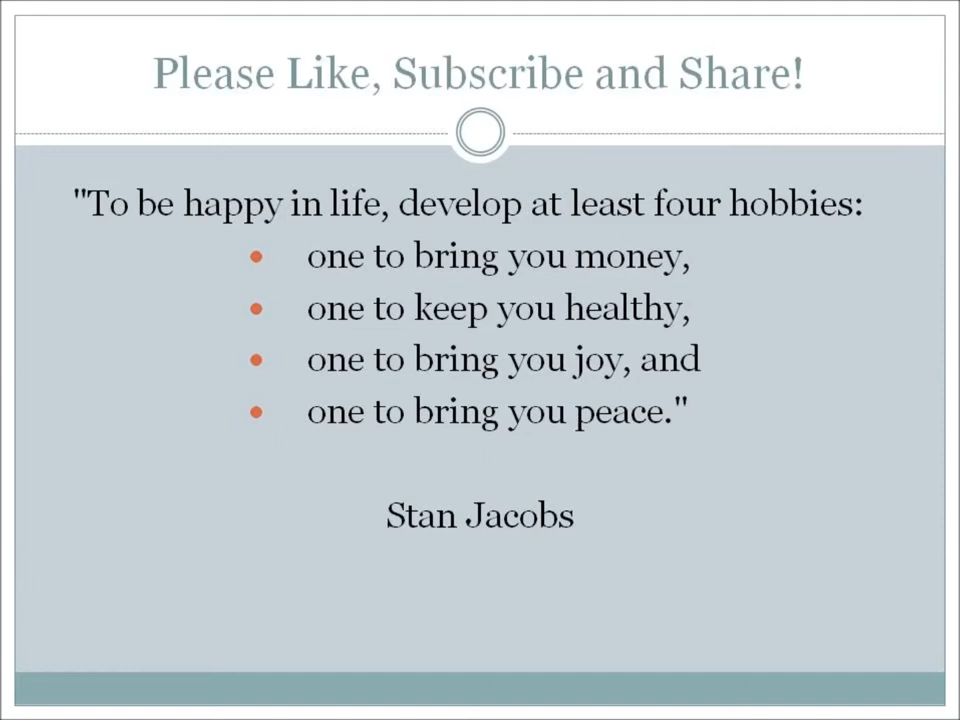 Please Like, Subscribe and Share!
"To be happy in life, develop at least four hobbies:
• one to bring you money,
• one to keep you healthy,
• one to bring you joy, and
• one to bring you peace."
Stan Jacobs